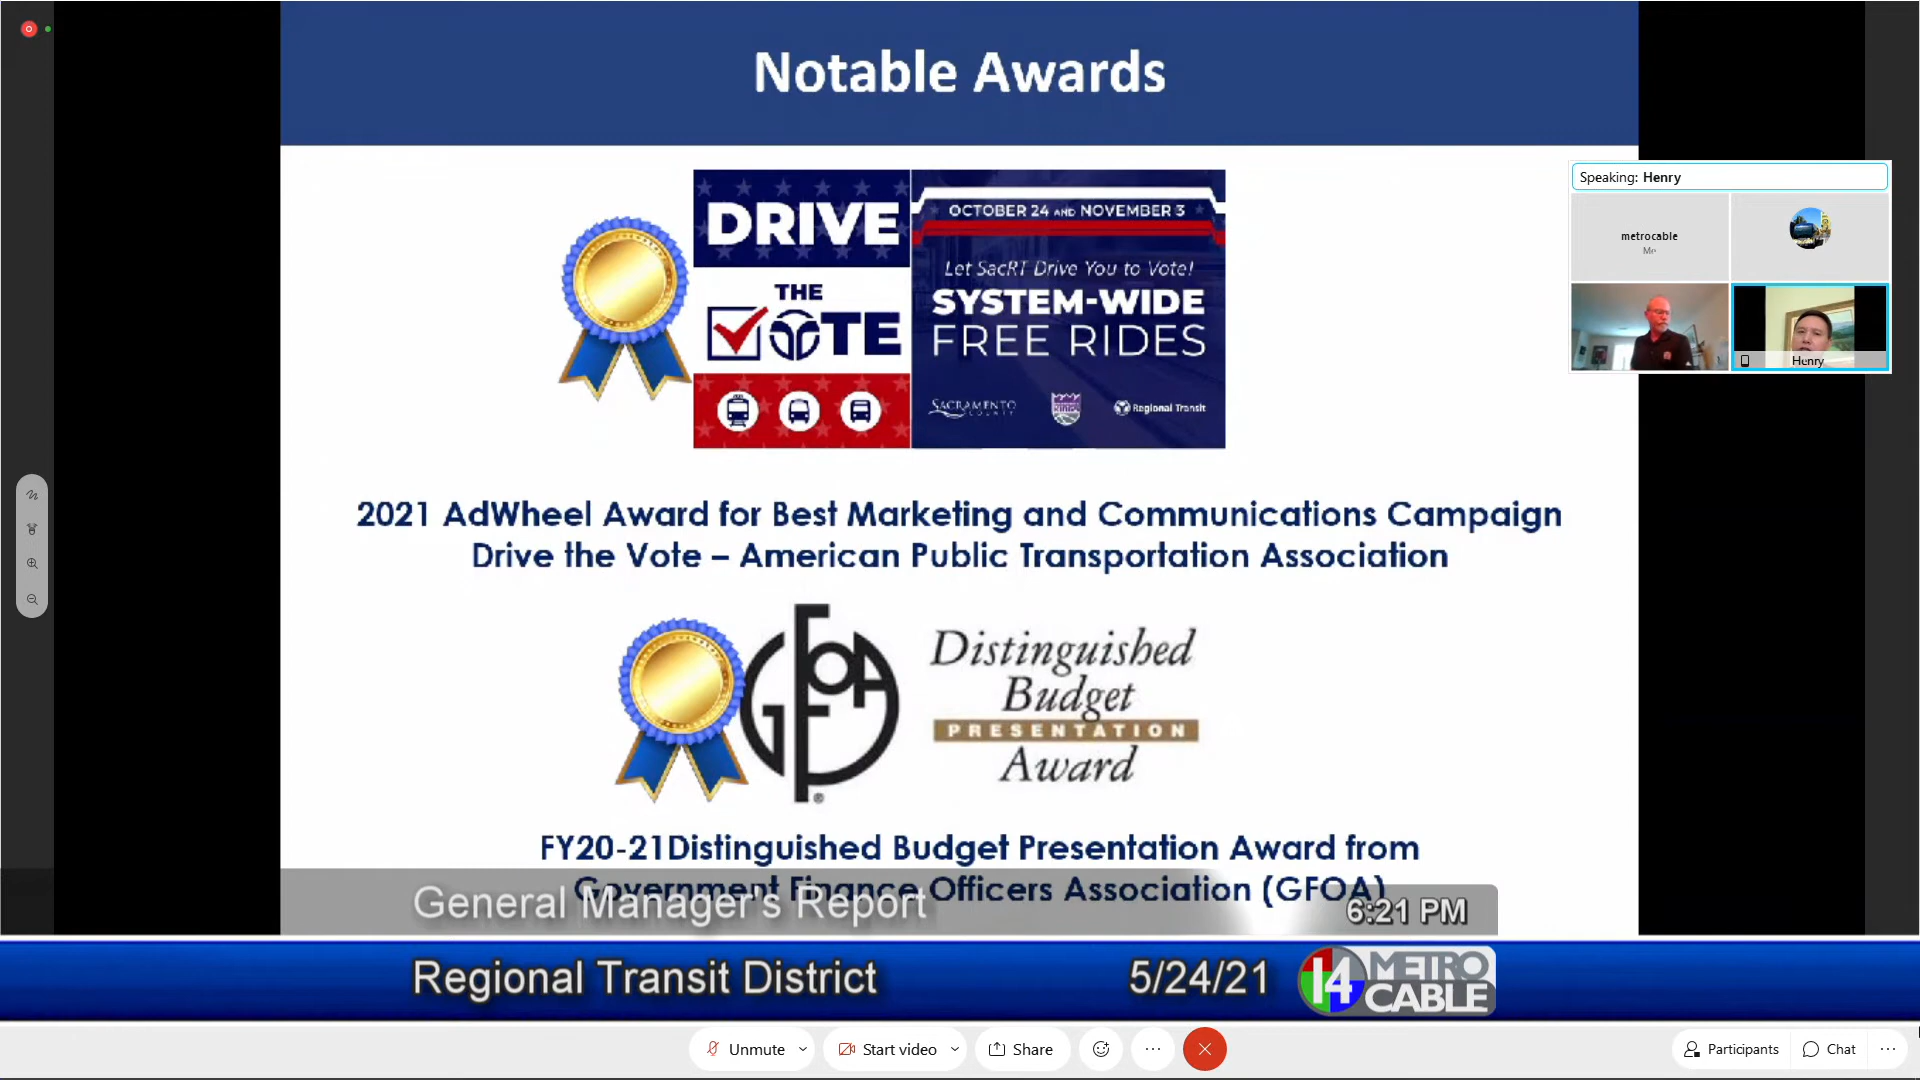 Notable Awards
DRIVE
THE
VOTE
OCTOBER 24 AND NOVEMBER 3
Let SacRT Drive You to Vote!
SYSTEM-WIDE
FREE RIDES
SACRAMENTO
COUNTY
KINGS
Regional Transit
Speaking: Henry
metrocable
Me
Henry
2021 AdWheel Award for Best Marketing and Communications Campaign
Drive the Vote – American Public Transportation Association
GFOA
®
Distinguished
Budget
PRESENTATION
Award
FY20-21Distinguished Budget Presentation Award from
Government Finance Officers Association (GFOA)
General Manager's Report
6:21 PM
Regional Transit District
5/24/21
14 METRO
CABLE
Unmute
Start video
Share
Participants
Chat